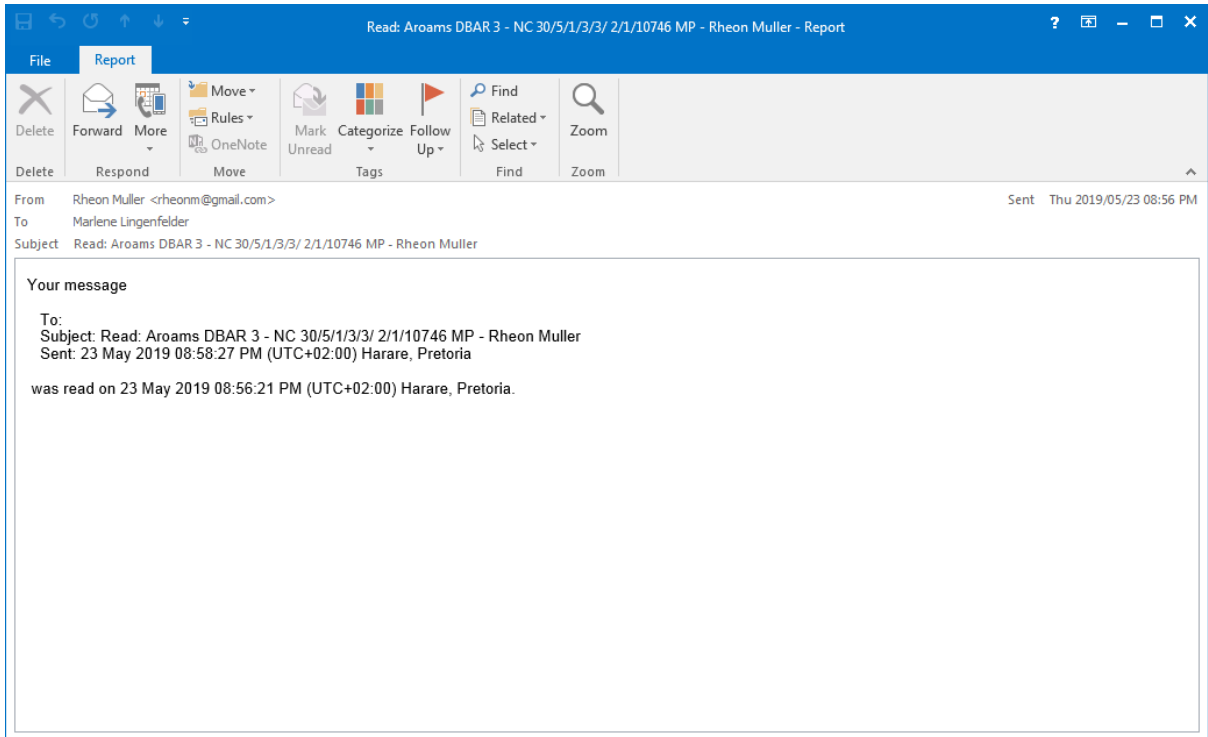 Read: Aroams DBAR 3 - NC 30/5/1/3/3/ 2/1/10746 MP - Rheon Muller - Report
File Report
Delete Forward More Move Rules OneNote Mark Unread Categorize Follow Up Find Related Select Zoom
Delete Respond Move Tags Find Zoom
From Rheon Muller <rheonm@gmail.com> Sent Thu 2019/05/23 08:56 PM
To Marlene Lingenfelder
Subject Read: Aroams DBAR 3 - NC 30/5/1/3/3/ 2/1/10746 MP - Rheon Muller
Your message
To:
Subject: Read: Aroams DBAR 3 - NC 30/5/1/3/3/ 2/1/10746 MP - Rheon Muller
Sent: 23 May 2019 08:58:27 PM (UTC+02:00) Harare, Pretoria
was read on 23 May 2019 08:56:21 PM (UTC+02:00) Harare, Pretoria.